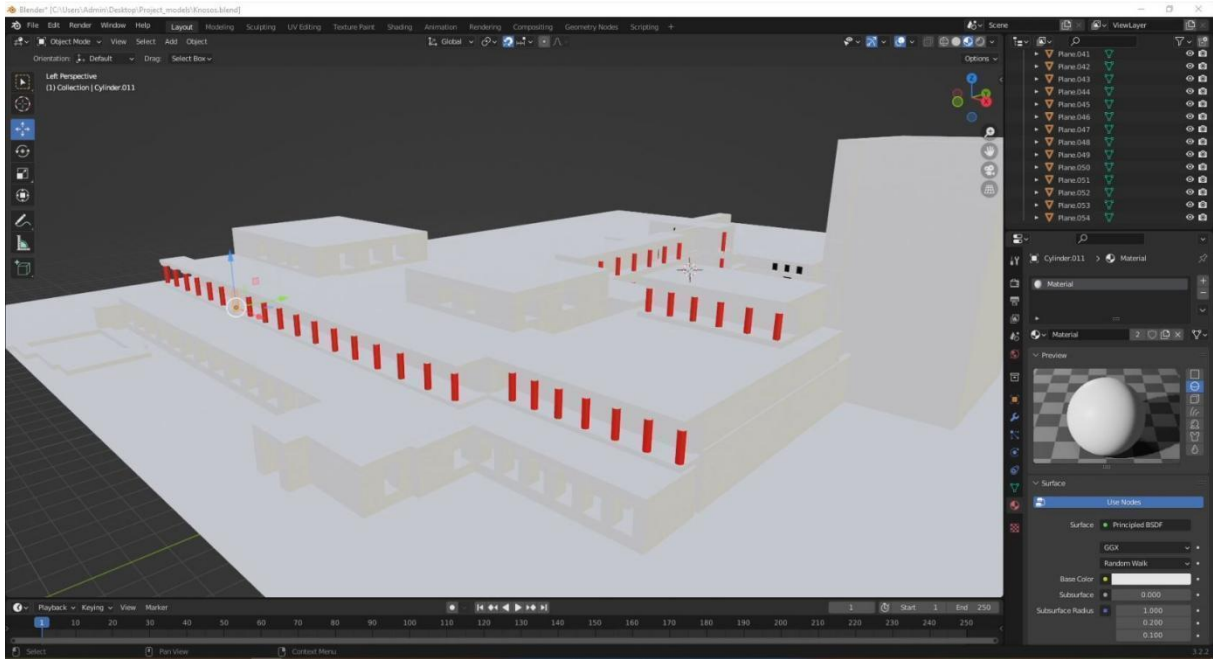 Blender* [C:\Users\Admin\Desktop\Project_models\Knosos.blend]
File Edit Render Window Help Layout Modeling Sculpting UV Editing Texture Paint Shading Animation Rendering Compositing Geometry Nodes Scripting + Scene ViewLayer
Object Mode View Select Add Object Global
Orientation: Default Drag: Select Box Options
Left Perspective
(1) Collection | Cylinder.011
Plane.041
Plane.042
Plane.043
Plane.044
Plane.045
Plane.046
Plane.047
Plane.048
Plane.049
Plane.050
Plane.051
Plane.052
Plane.053
Plane.054
Cylinder.011 > Material
Material
Material 2
Preview
Surface
Use Nodes
Surface Principled BSDF
GGX
Random Walk
Base Color
Subsurface 0.000
Subsurface Radius 1.000
0.200
0.100
Playback Keying View Marker 1 Start 1 End 250
1 10 20 30 40 50 60 70 80 90 100 110 120 130 140 150 160 170 180 190 200 210 220 230 240 250
Select Pan View Context Menu 3.2.2